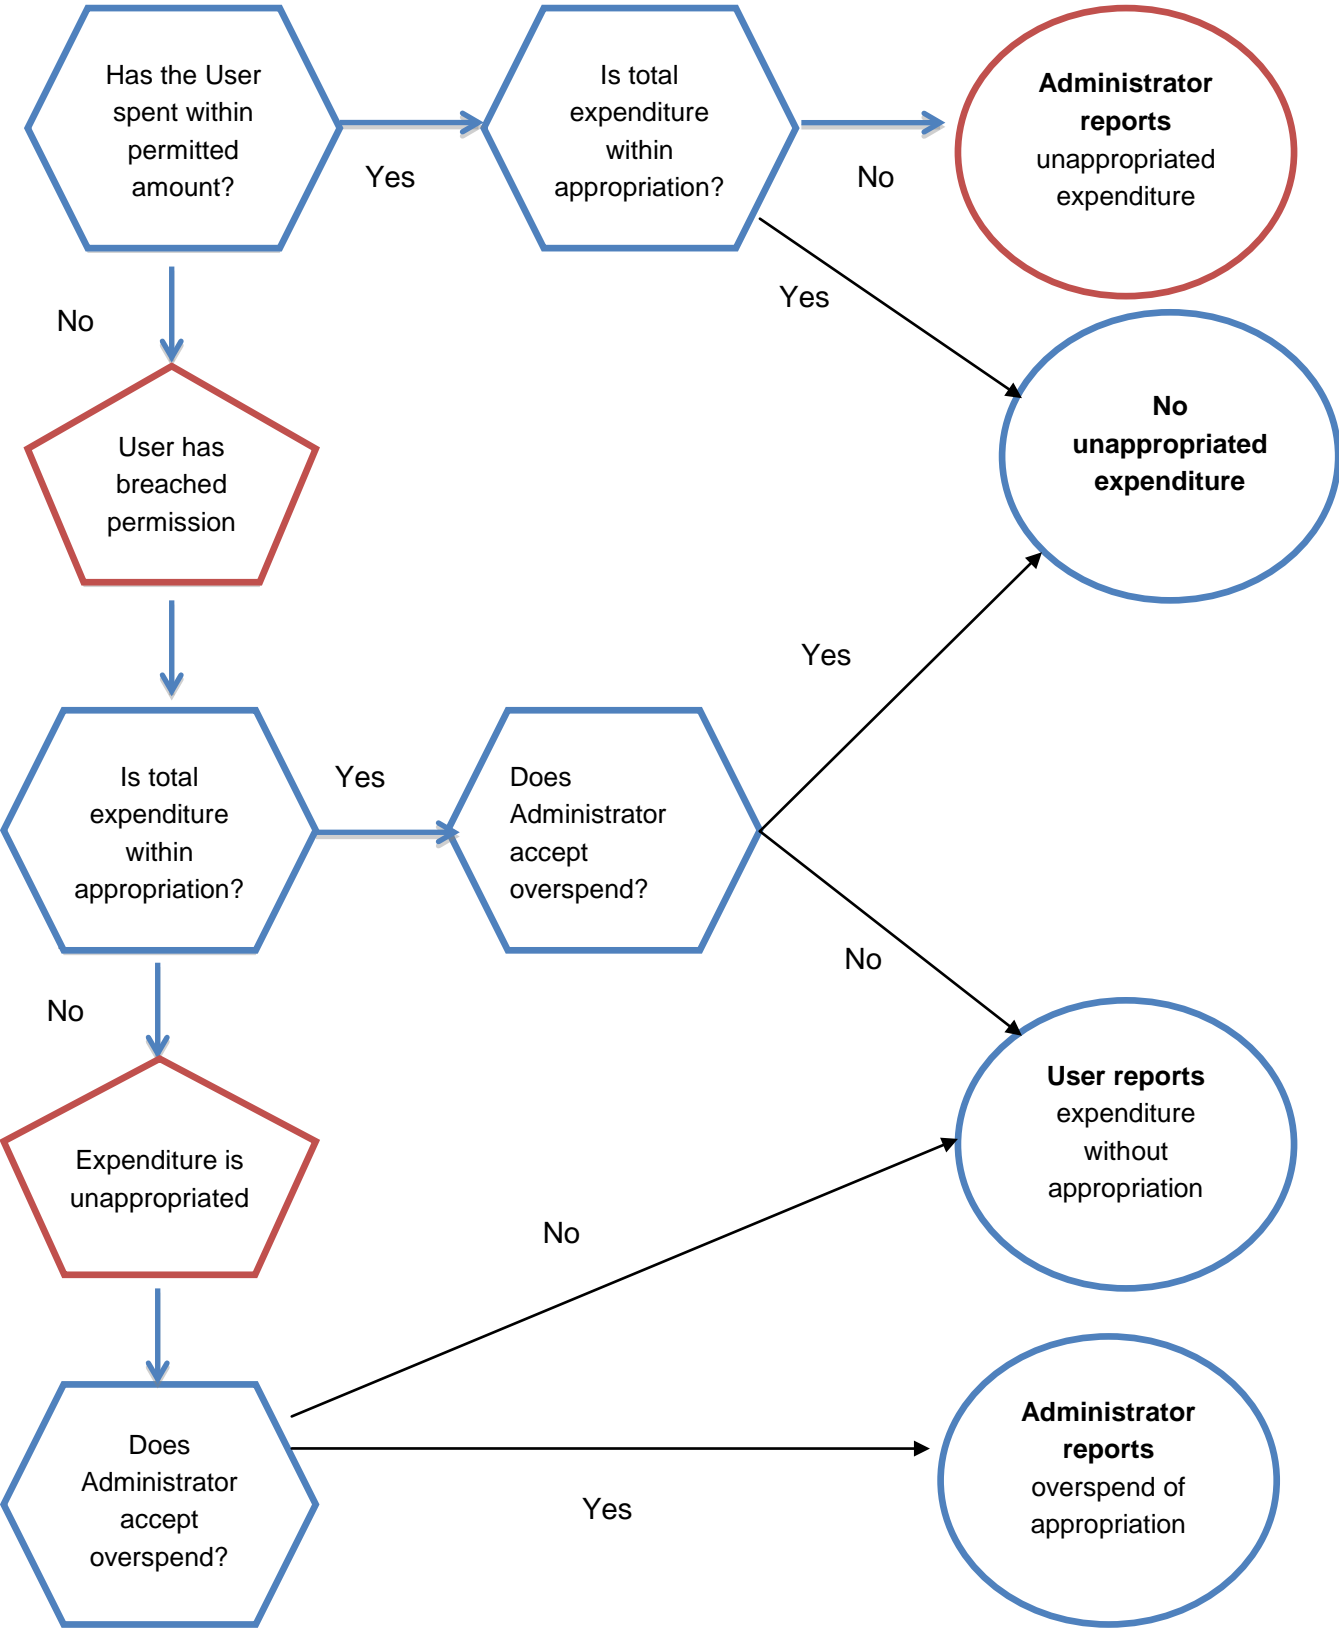 Has the User
spent within
permitted
amount?
Yes
Is total
expenditure
within
appropriation?
No
Administrator
reports
unappropriated
expenditure
Yes
No
No
unappropriated
expenditure
User has
breached
permission
Yes
Is total
expenditure
within
appropriation?
Yes
Does
Administrator
accept
overspend?
No
No
User reports
expenditure
without
appropriation
Expenditure is
unappropriated
No
Does
Administrator
accept
overspend?
Yes
Administrator
reports
overspend of
appropriation